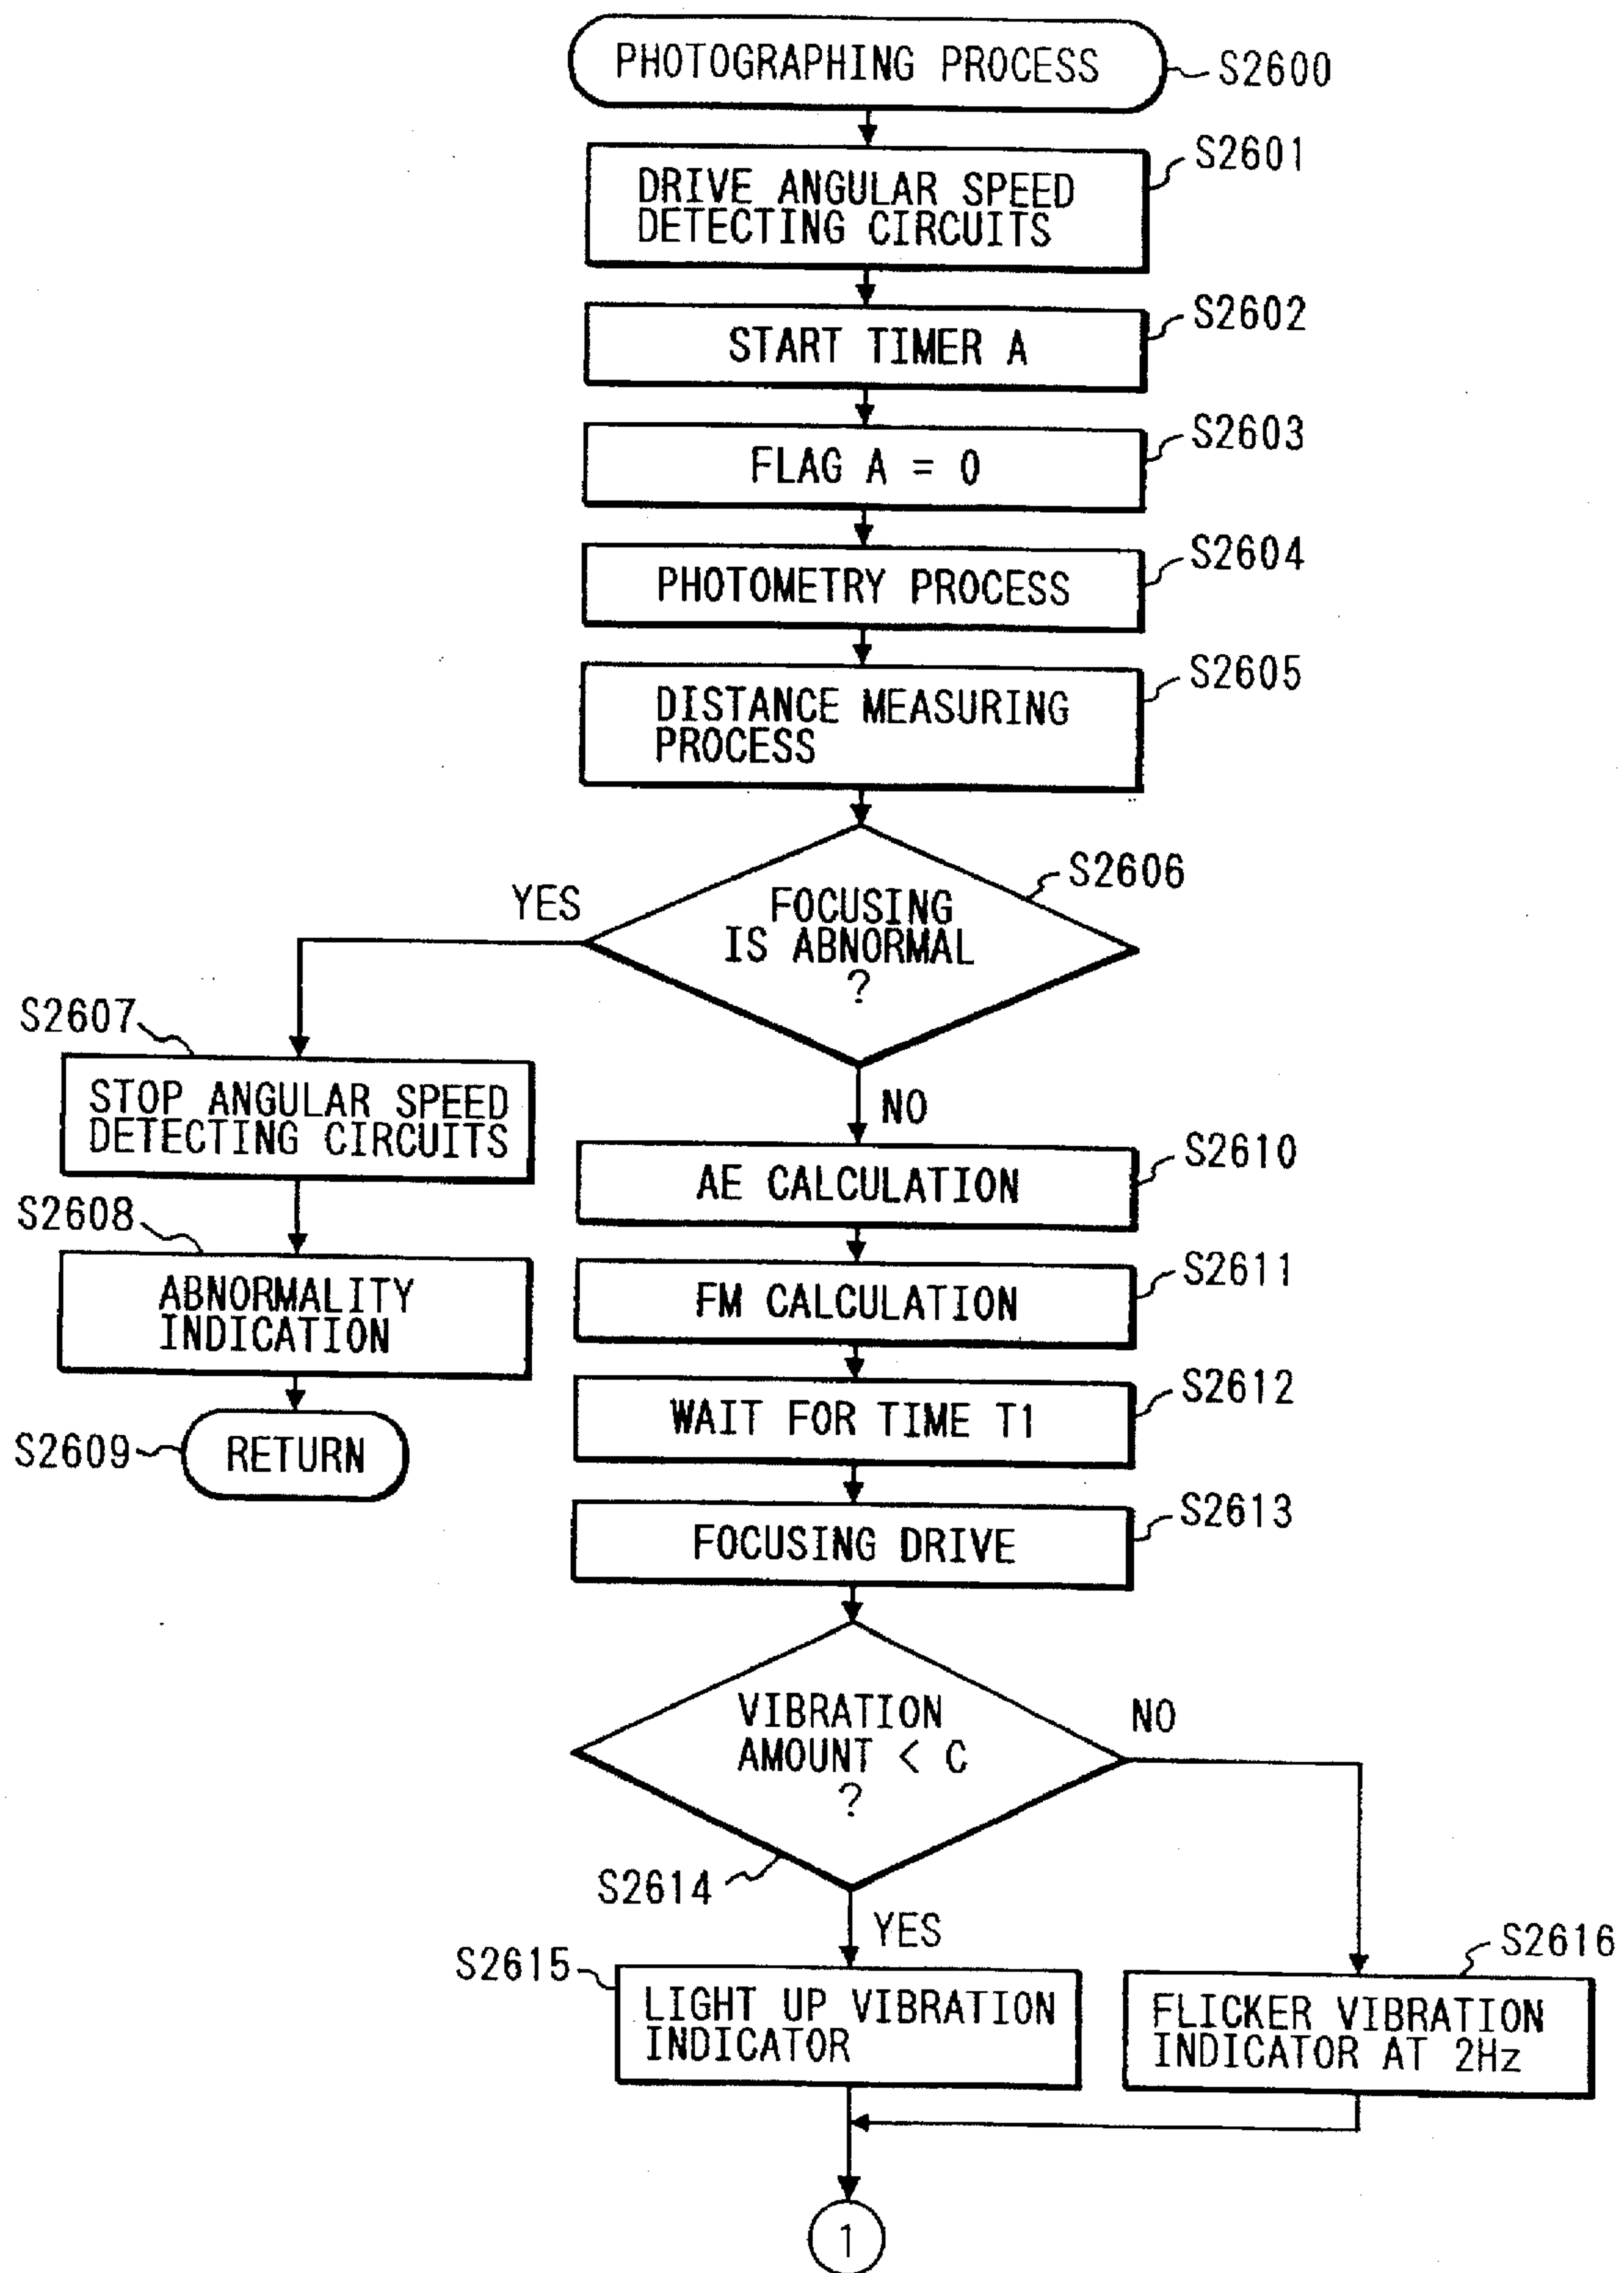 PHOTOGRAPHING PROCESS
S2600
S2601
DRIVE ANGULAR SPEED
DETECTING CIRCUITS
S2602
START TIMER A
S2603
FLAG A = 0
S2604
PHOTOMETRY PROCESS
S2605
DISTANCE MEASURING
PROCESS
S2606
YES
FOCUSING
IS ABNORMAL
?
S2607
STOP ANGULAR SPEED
DETECTING CIRCUITS
S2608
ABNORMALITY
INDICATION
S2609
RETURN
NO
S2610
AE CALCULATION
S2611
FM CALCULATION
S2612
WAIT FOR TIME T1
S2613
FOCUSING DRIVE
VIBRATION
AMOUNT < C
?
NO
S2614
YES
S2615
LIGHT UP VIBRATION
INDICATOR
S2616
FLICKER VIBRATION
INDICATOR AT 2Hz
1